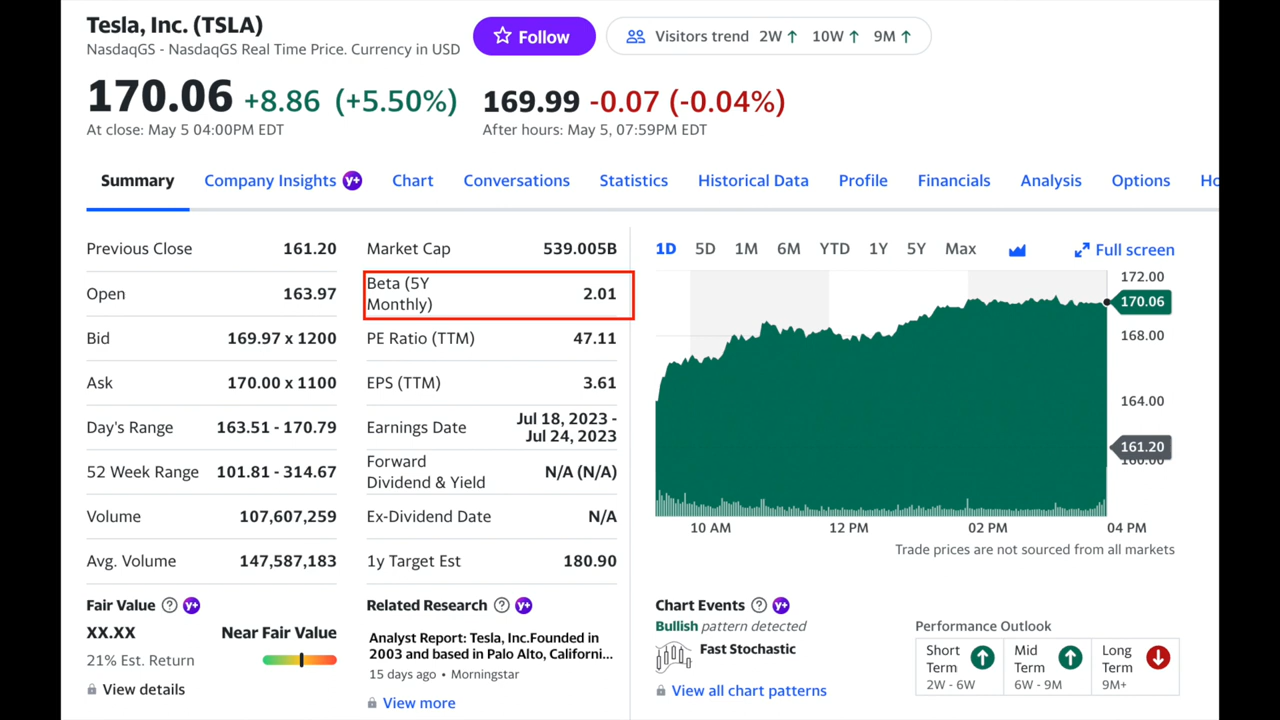 Tesla, Inc. (TSLA)
NasdaqGS - NasdaqGS Real Time Price. Currency in USD
Follow
Visitors trend 2W ↑ 10W ↑ 9M ↑
170.06 +8.86 (+5.50%)
At close: May 5 04:00PM EDT
169.99 -0.07 (-0.04%)
After hours: May 5, 07:59PM EDT
Summary Company Insights y+ Chart Conversations Statistics Historical Data Profile Financials Analysis Options Ho
Previous Close 161.20
Open 163.97
Bid 169.97 x 1200
Ask 170.00 x 1100
Day's Range 163.51 - 170.79
52 Week Range 101.81 - 314.67
Volume 107,607,259
Avg. Volume 147,587,183
Market Cap 539.005B
Beta (5Y
Monthly) 2.01
PE Ratio (TTM) 47.11
EPS (TTM) 3.61
Earnings Date Jul 18, 2023 -
Jul 24, 2023
Forward
Dividend & Yield N/A (N/A)
Ex-Dividend Date N/A
1y Target Est 180.90
1D 5D 1M 6M YTD 1Y 5Y Max Full screen
172.00
170.06
168.00
164.00
161.20
160.00
10 AM 12 PM 02 PM 04 PM
Trade prices are not sourced from all markets
Fair Value ? y+
XX.XX Near Fair Value
21% Est. Return
View details
Related Research ? y+
Analyst Report: Tesla, Inc.Founded in
2003 and based in Palo Alto, Californi...
15 days ago • Morningstar
View more
Chart Events ? y+
Bullish pattern detected
Fast Stochastic
View all chart patterns
Performance Outlook
Short
Term
2W - 6W
Mid
Term
6W - 9M
Long
Term
9M+